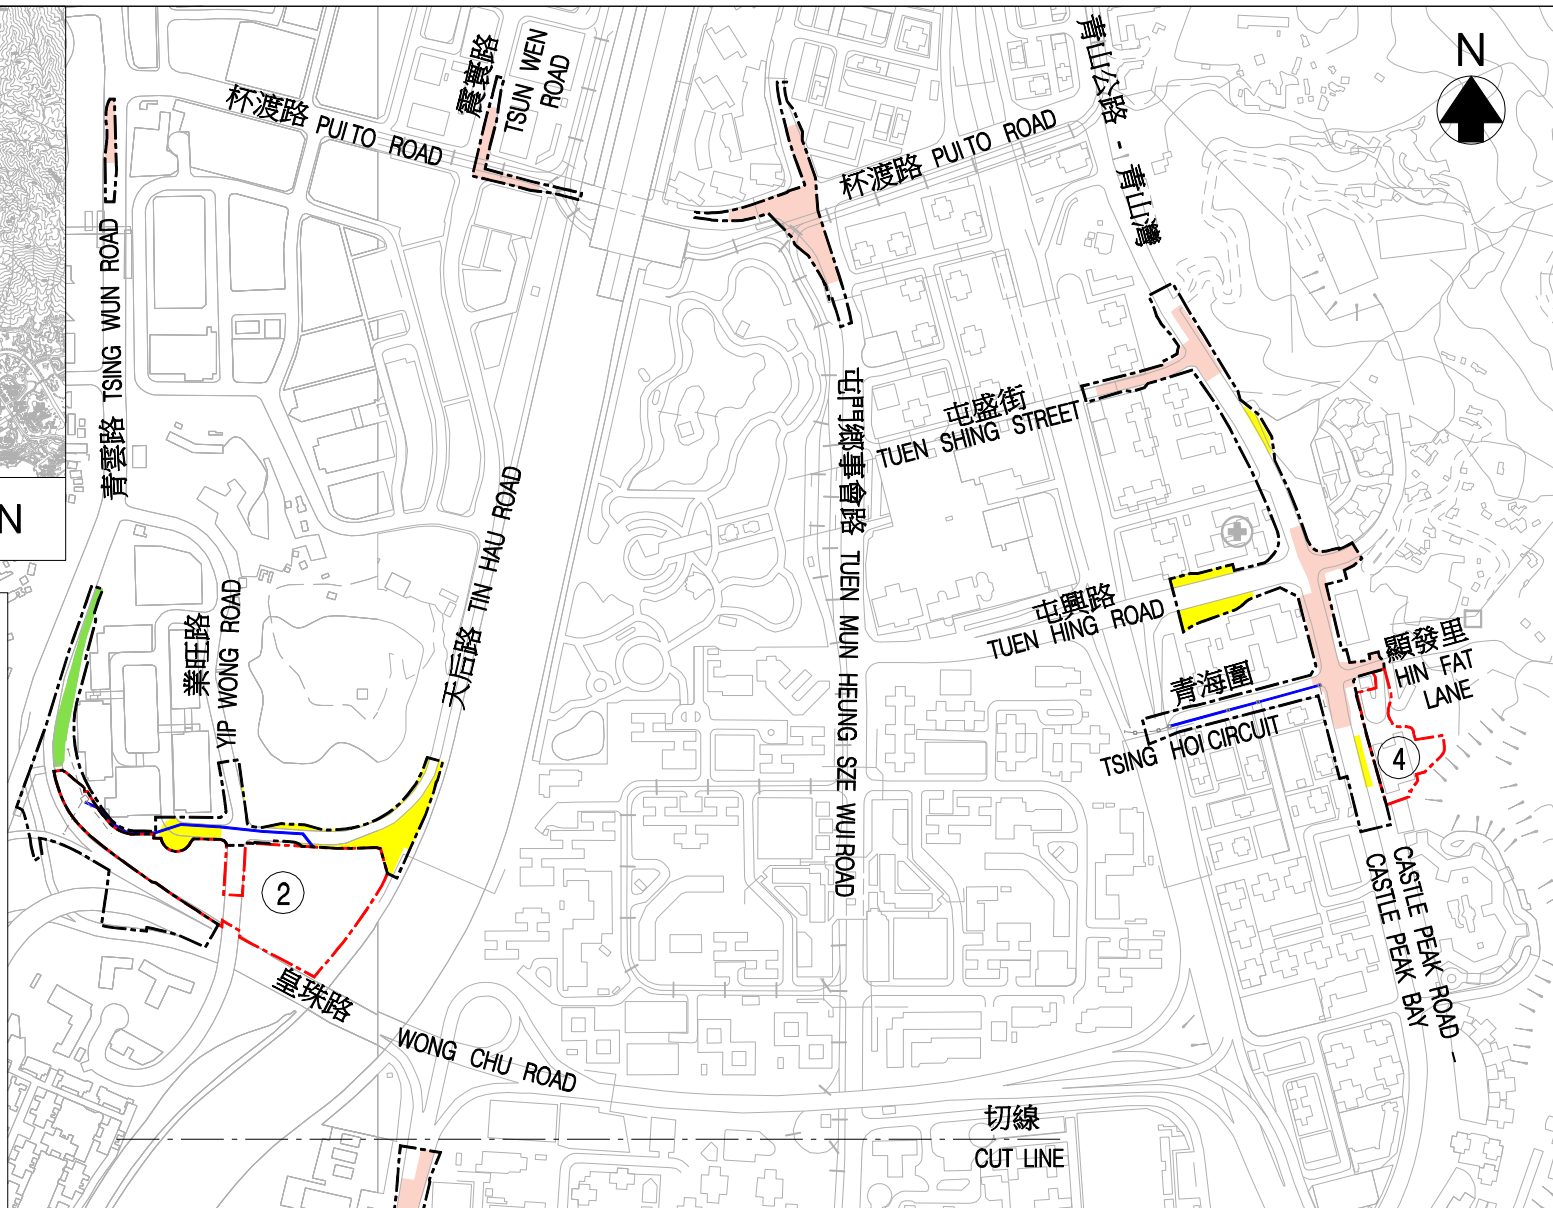 N
N
震寰路
TSUN WEN
ROAD
杯渡路 PUI TO ROAD
杯渡路 PUI TO ROAD
青山公路 - 青山灣
青雲路 TSING WUN ROAD
屯盛街
TUEN SHING STREET
屯門鄉事會路 TUEN MUN HEUNG SZE WUI ROAD
天后路 TIN HAU ROAD
業旺路
YIP WONG ROAD
屯興路
TUEN HING ROAD
顯發里
HIN FAT
LANE
青海圍
TSING HOI CIRCUIT
4
2
CASTLE PEAK ROAD -
CASTLE PEAK BAY
皇珠路
WONG CHU ROAD
切線
CUT LINE